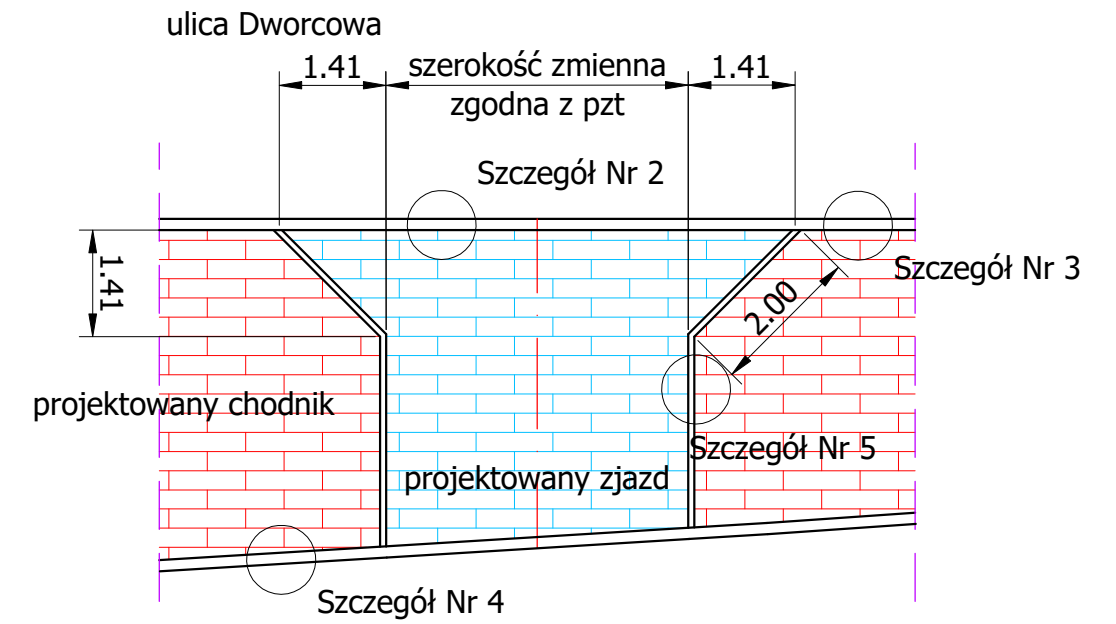 ulica Dworcowa
1.41
szerokość zmienna
1.41
zgodna z pzt
Szczegół Nr 2
1.41
Szczegół Nr 3
2.00
projektowany chodnik
Szczegół Nr 5
projektowany zjazd
Szczegół Nr 4